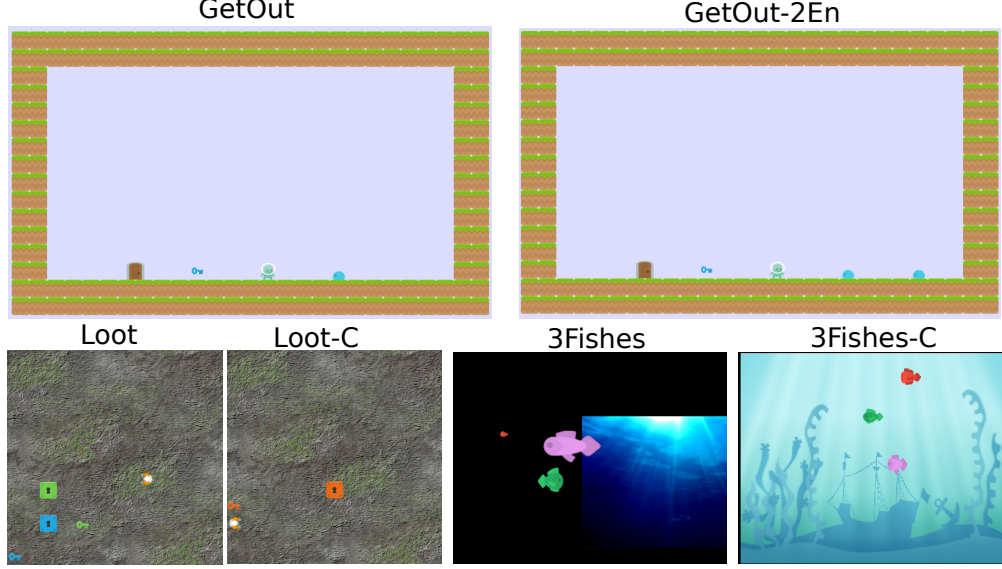 GetOut
GetOut-2En
Loot
Loot-C
3Fishes
3Fishes-C